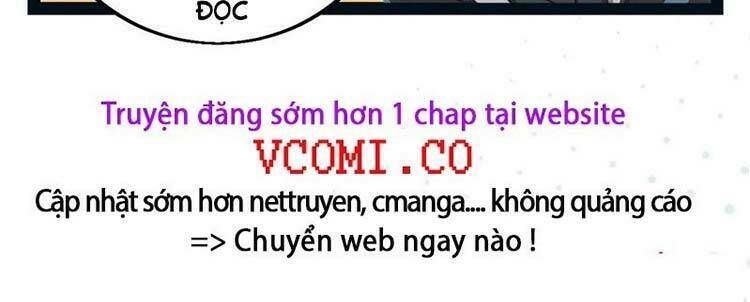 ĐỘC
Truyện đăng sớm hơn 1 chap tại website
VCOMI.CO
Cập nhật sớm hơn nettruyen, cmanga.... không quảng cáo
=> Chuyển web ngay nào !